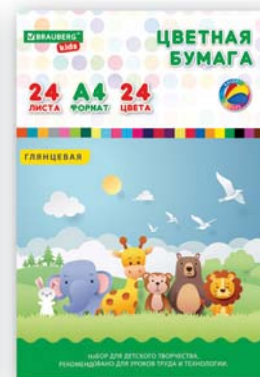 BRAUBERG
kids
ЦВЕТНАЯ
БУМАГА
24 А4 24
ЛИСТА ФОРМАТ ЦВЕТА
ГЛЯНЦЕВАЯ
НАБОР ДЛЯ ДЕТСКОГО ТВОРЧЕСТВА.
РЕКОМЕНДОВАНО ДЛЯ УРОКОВ ТРУДА И ТЕХНОЛОГИИ.